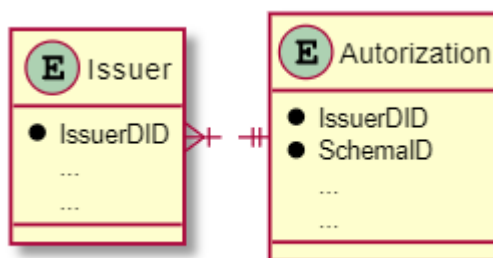 E Issuer
● IssuerDID
...
...
E Autorization
● IssuerDID
● SchemaID
...
...